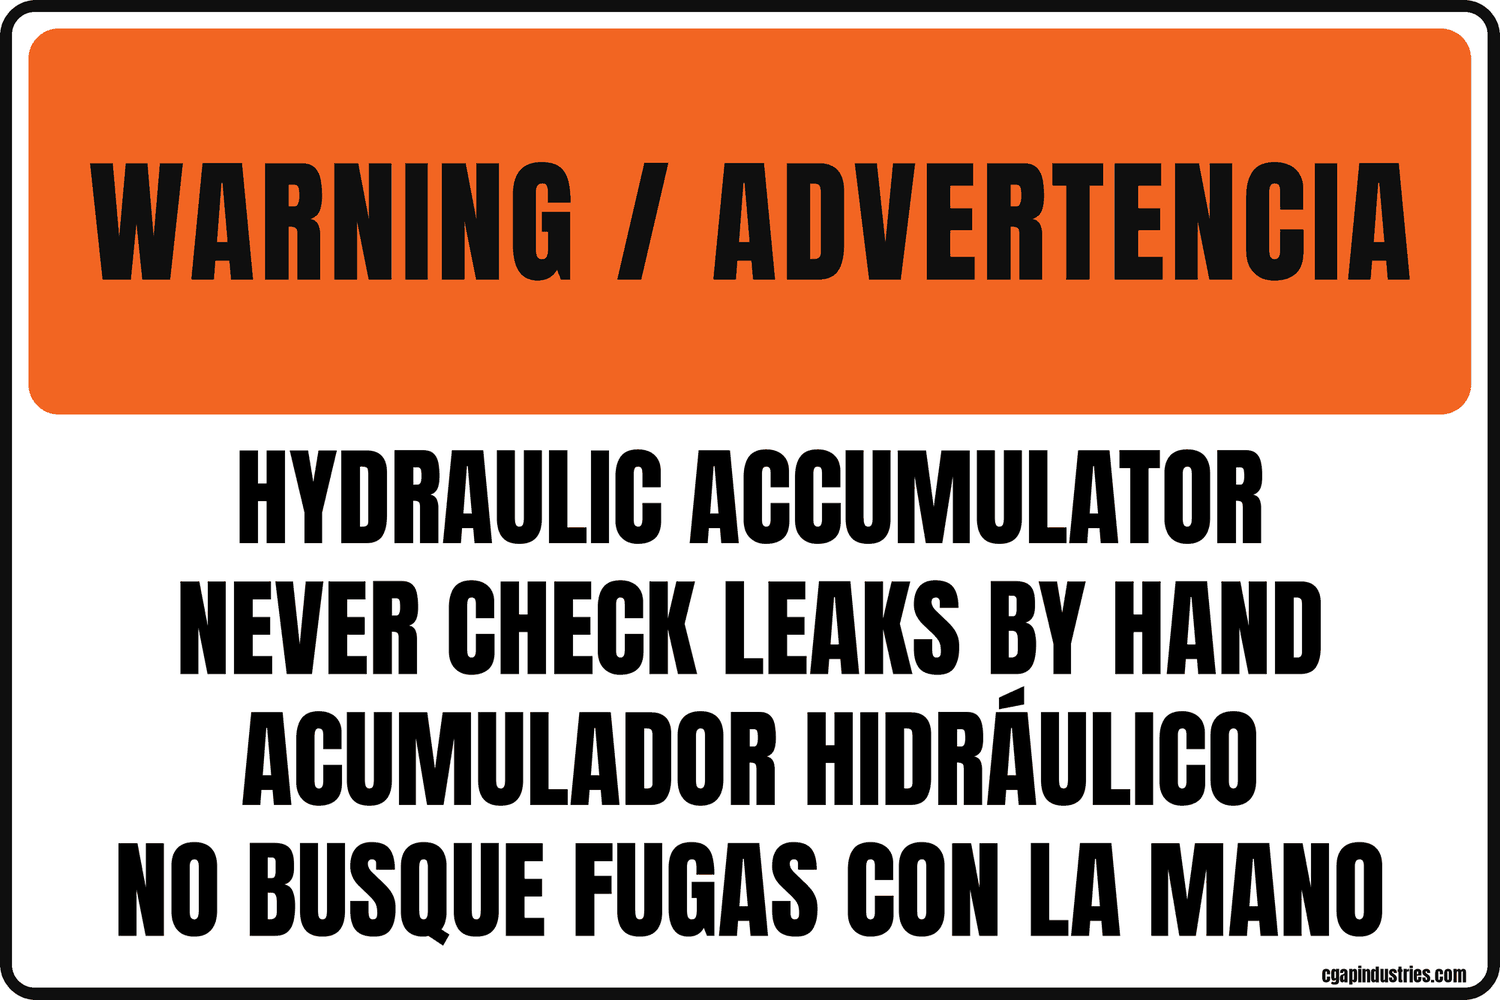 WARNING / ADVERTENCIA
HYDRAULIC ACCUMULATOR
NEVER CHECK LEAKS BY HAND
ACUMULADOR HIDRÁULICO
NO BUSQUE FUGAS CON LA MANO
cgapindustries.com